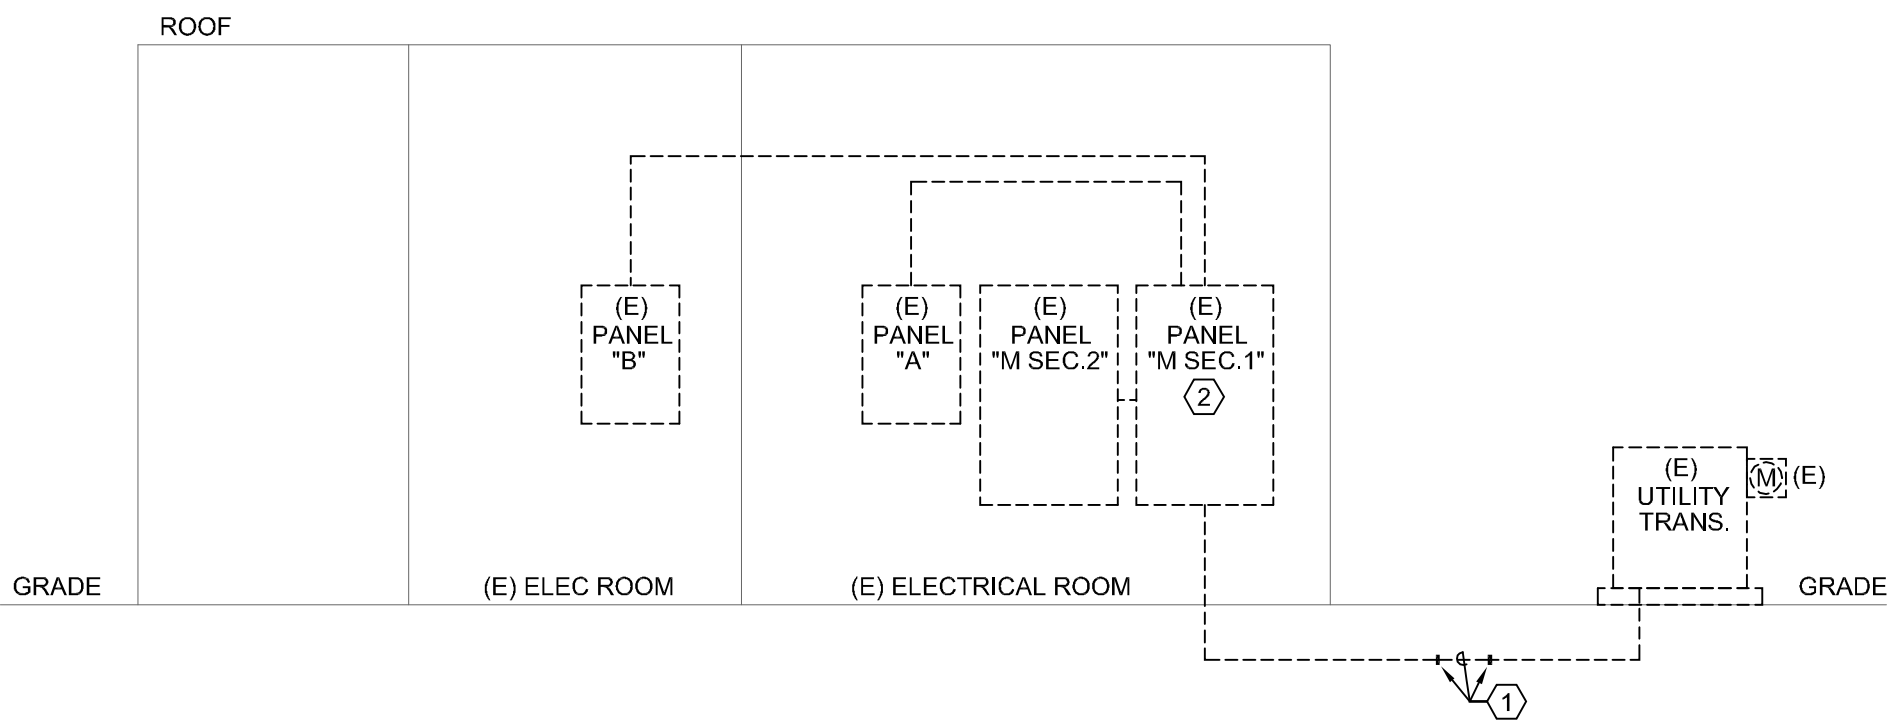 ROOF
(E)
PANEL
"B"
(E)
PANEL
"A"
(E)
PANEL
"M SEC.2"
(E)
PANEL
"M SEC.1"
2
(E)
UTILITY
TRANS.
M (E)
GRADE
(E) ELEC ROOM
(E) ELECTRICAL ROOM
GRADE
1